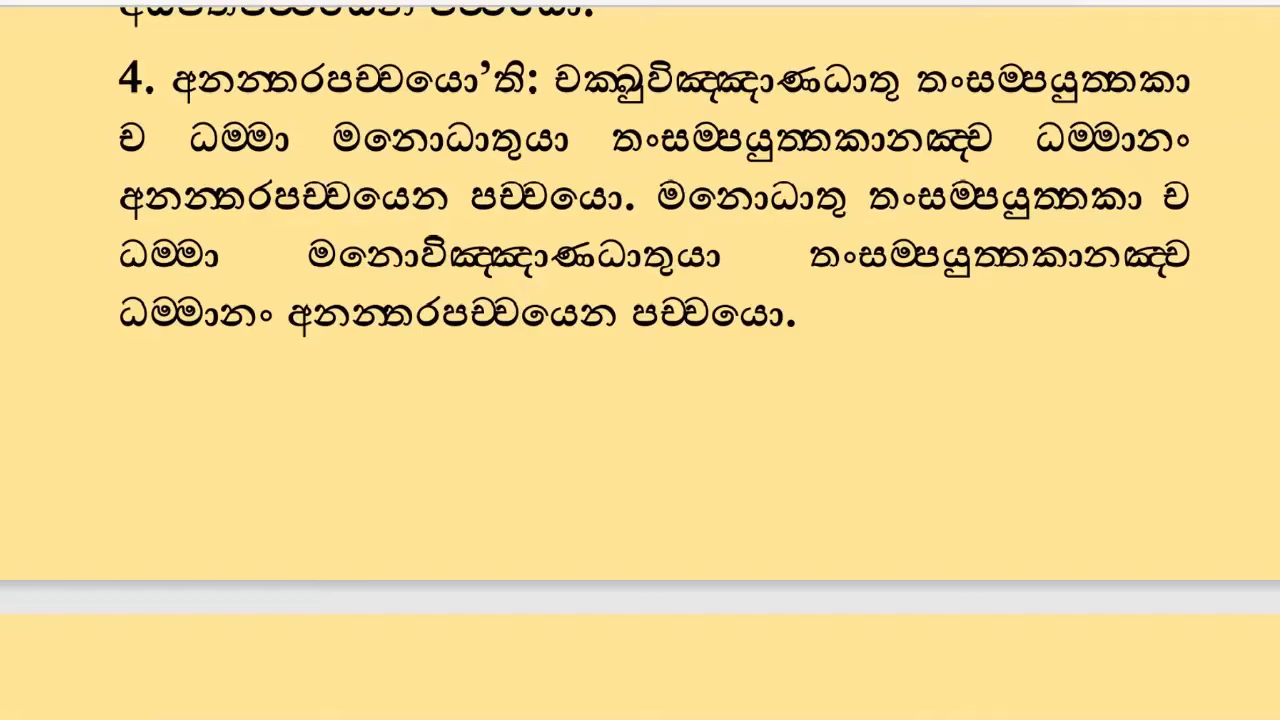 4. අනන්තරපච්චයො’ති: චක්ඛුවිඤ්ඤාණධාතු තංසම්පයුත්තකා
ච ධම්මා මනොධාතුයා තංසම්පයුත්තකානඤ්ච ධම්මානං
අනන්තරපච්චයෙන පච්චයො. මනොධාතු තංසම්පයුත්තකා ච
ධම්මා මනොවිඤ්ඤාණධාතුයා තංසම්පයුත්තකානඤ්ච
ධම්මානං අනන්තරපච්චයෙන පච්චයො.